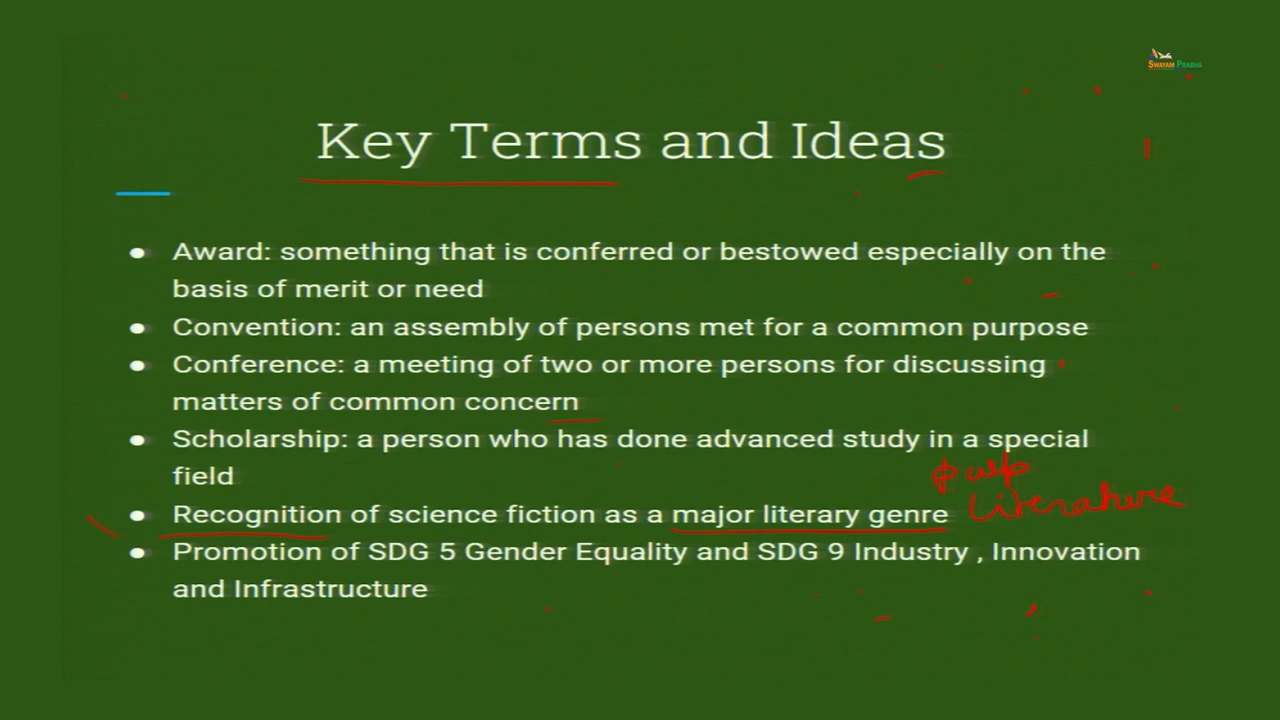 SWAYAM PRABHA
Key Terms and Ideas
● Award: something that is conferred or bestowed especially on the
basis of merit or need
● Convention: an assembly of persons met for a common purpose
● Conference: a meeting of two or more persons for discussing
matters of common concern
● Scholarship: a person who has done advanced study in a special
field
pulp
● Recognition of science fiction as a major literary genre Literature
● Promotion of SDG 5 Gender Equality and SDG 9 Industry , Innovation
and Infrastructure